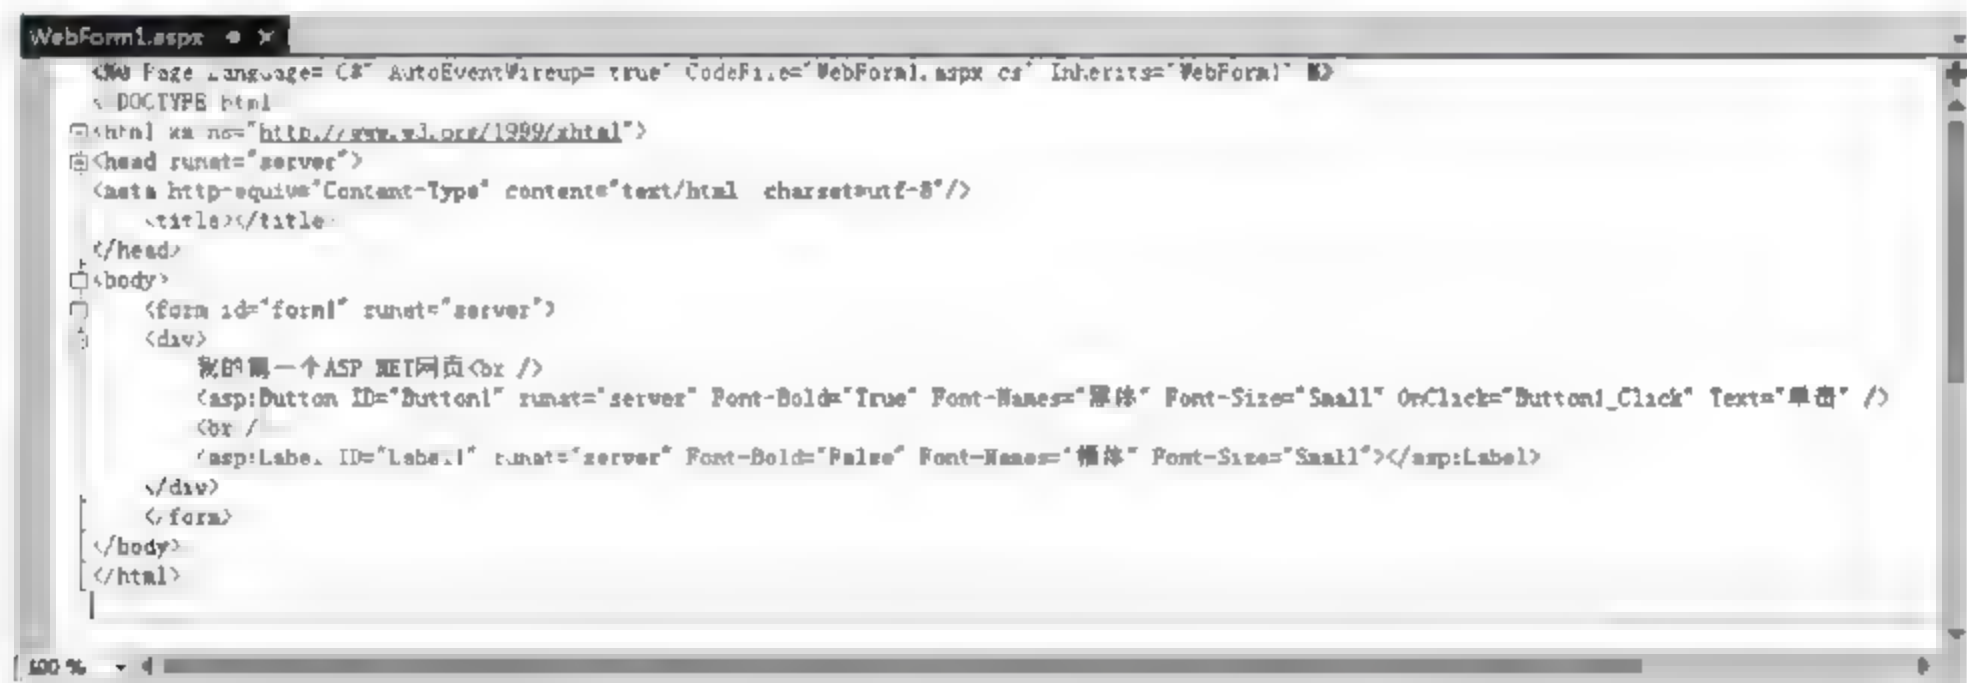 WebForm1.aspx
<%@ Page Language="C#" AutoEventWireup="true" CodeFile="WebForm1.aspx.cs" Inherits="WebForm1" %>
<!DOCTYPE html
<html xmlns="http://www.w3.org/1999/xhtml">
<head runat="server">
<meta http-equiv="Content-Type" content="text/html charset=utf-8"/>
<title></title>
</head>
<body>
<form id="form1" runat="server">
<div>
我的第一个ASP.NET网页<br />
<asp:Button ID="Button1" runat="server" Font-Bold="True" Font-Names="" Font-Size="Small" OnClick="Button1_Click" Text="单击" />
<br />
<asp:Label ID="Label1" runat="server" Font-Bold="False" Font-Names="" Font-Size="Small"></asp:Label>
</div>
</form>
</body>
</html>
100 %